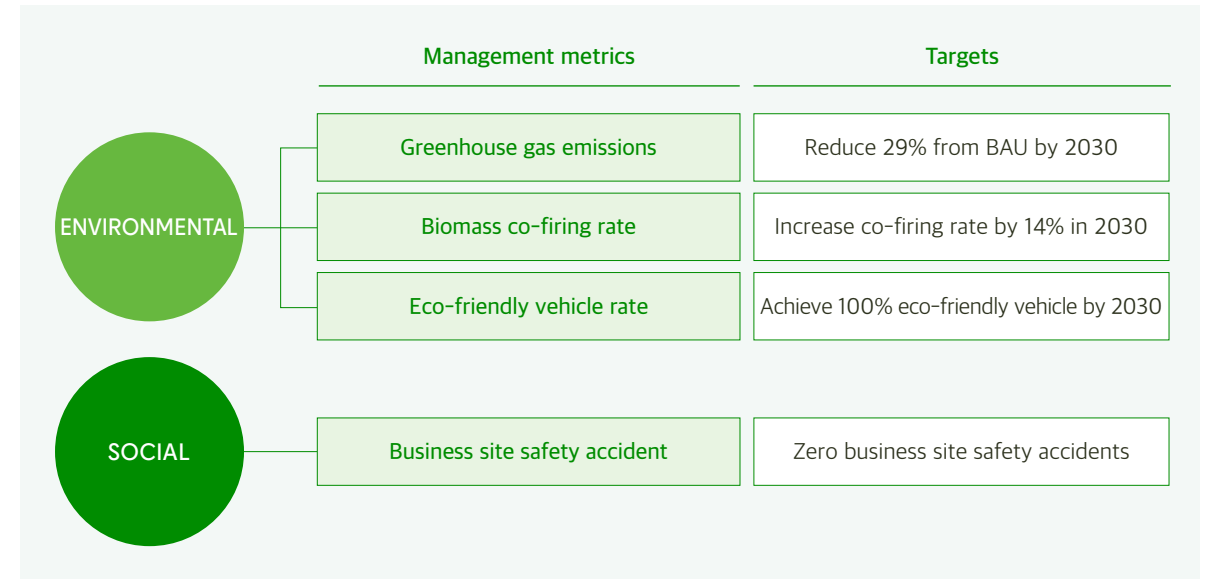 Management metrics
Targets
ENVIRONMENTAL
Greenhouse gas emissions
Reduce 29% from BAU by 2030
Biomass co-firing rate
Increase co-firing rate by 14% in 2030
Eco-friendly vehicle rate
Achieve 100% eco-friendly vehicle by 2030
SOCIAL
Business site safety accident
Zero business site safety accidents